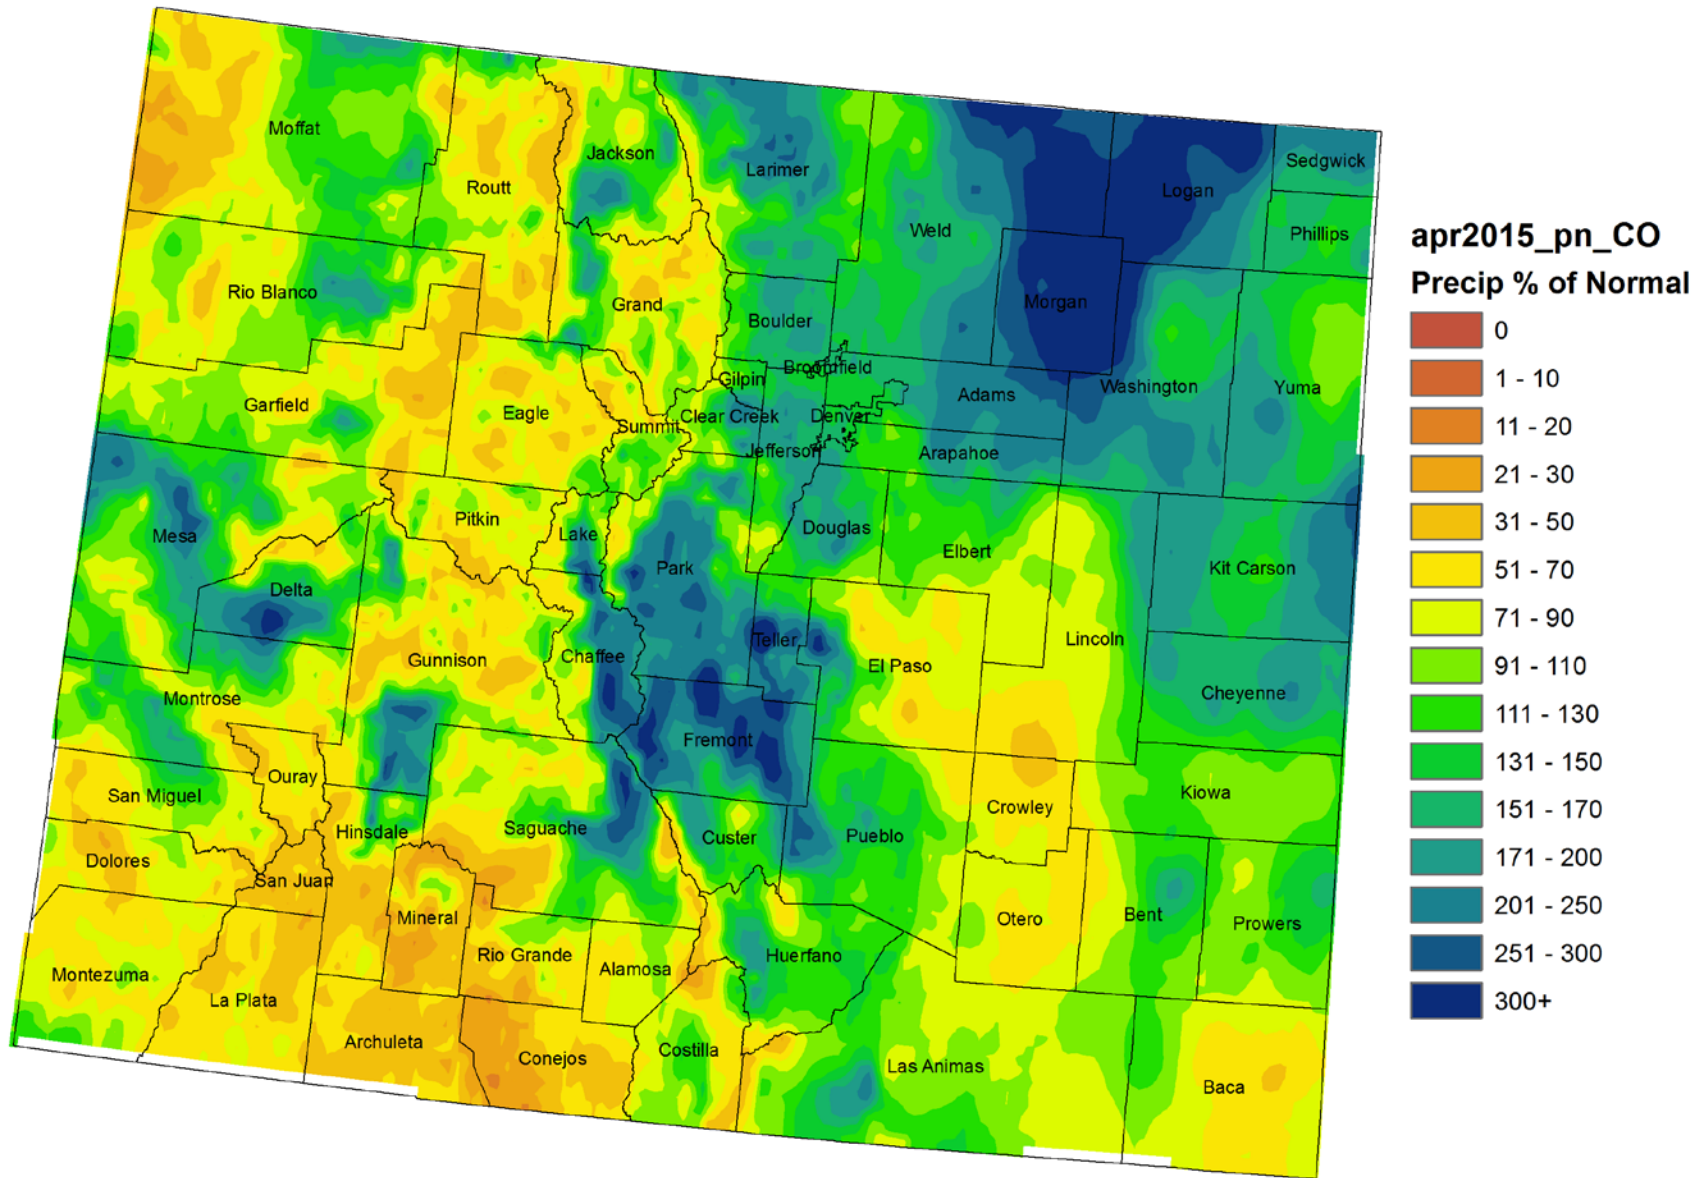 apr2015_pn_CO
Precip % of Normal
0
1 - 10
11 - 20
21 - 30
31 - 50
51 - 70
71 - 90
91 - 110
111 - 130
131 - 150
151 - 170
171 - 200
201 - 250
251 - 300
300+
Moffat
Routt
Jackson
Larimer
Weld
Logan
Sedgwick
Phillips
Rio Blanco
Grand
Boulder
Morgan
Garfield
Eagle
Summit
Gilpin
Clear Creek
Broomfield
Denver
Jefferson
Adams
Arapahoe
Washington
Yuma
Mesa
Pitkin
Lake
Park
Douglas
Elbert
Kit Carson
Delta
Gunnison
Chaffee
Teller
El Paso
Lincoln
Cheyenne
Montrose
Fremont
Ouray
San Miguel
Hinsdale
Saguache
Custer
Pueblo
Crowley
Kiowa
Dolores
San Juan
Mineral
Rio Grande
Alamosa
Huerfano
Otero
Bent
Prowers
Montezuma
La Plata
Archuleta
Conejos
Costilla
Las Animas
Baca